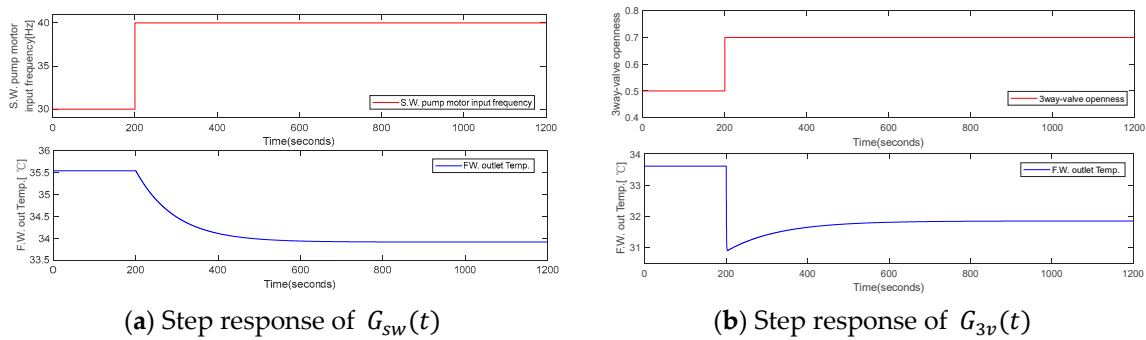 S.W. pump mortor
input frequency[Hz]
40
35
30
S.W. pump motor input frequency
0 200 400 600 800 1000 1200
Time(seconds)
F.W. out Temp.[ ℃]
36
35.5
35
34.5
34
33.5
FW. outlet Temp.
0 200 400 600 800 1000 1200
Time(seconds)
(a) Step response of G_sw(t)
3way-valve openness
0.8
0.7
0.6
0.5
0.4
3way-valve openness
0 200 400 600 800 1000 1200
Time(seconds)
F.W. out Temp.[ ℃]
34
33
32
31
F.W. outlet Temp.
0 200 400 600 800 1000 1200
Time(seconds)
(b) Step response of G_3v(t)